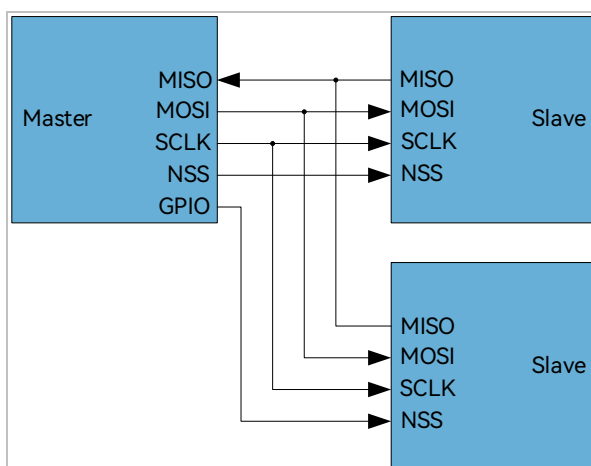 MISO
MOSI
Master
SCLK
NSS
GPIO
MISO
MOSI
Slave
SCLK
NSS
MISO
MOSI
Slave
SCLK
NSS